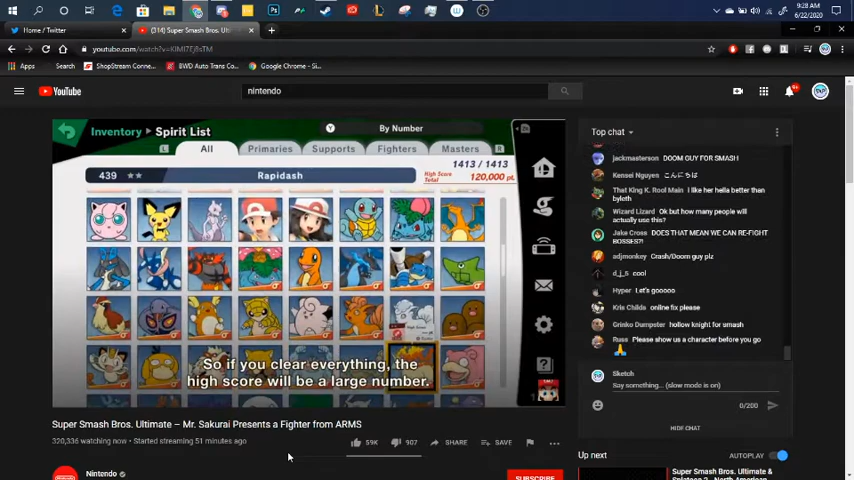 9:28 AM
6/22/2020
Home / Twitter
(314) Super Smash Bros. Ulti
Apps
Search
ShopStream Conne...
BWD Auto Trans Co...
Google Chrome - Si...
YouTube
nintendo
Inventory ▸ Spirit List
Y By Number
L All Primaries Supports Fighters Masters R
439 ★★ Rapidash
1413 / 1413
High Score Total 120,000 pt.
So if you clear everything, the
high score will be a large number.
Super Smash Bros. Ultimate – Mr. Sakurai Presents a Fighter from ARMS
320,336 watching now • Started streaming 51 minutes ago
59K 907 SHARE SAVE
Nintendo
SUBSCRIBE
Top chat
jackmasterson DOOM GUY FOR SMASH
Kensei Nguyen こんにちは
That King K. Rool Main I like her hella better than
byleth
Wizard Lizard Ok but how many people will
actually use this?
Jake Cross DOES THAT MEAN WE CAN RE-FIGHT
BOSSES?!
adjmonkey Crash/Doom guy plz
d_j_5 cool
Hyper Let's gooooo
Kris Childs online fix please
Grinko Dumpster hollow knight for smash
Russ Please show us a character before you go
Sketch
Say something... (slow mode is on)
0/200
HIDE CHAT
Up next
AUTOPLAY
Super Smash Bros. Ultimate &
Splatoon 2 - North American